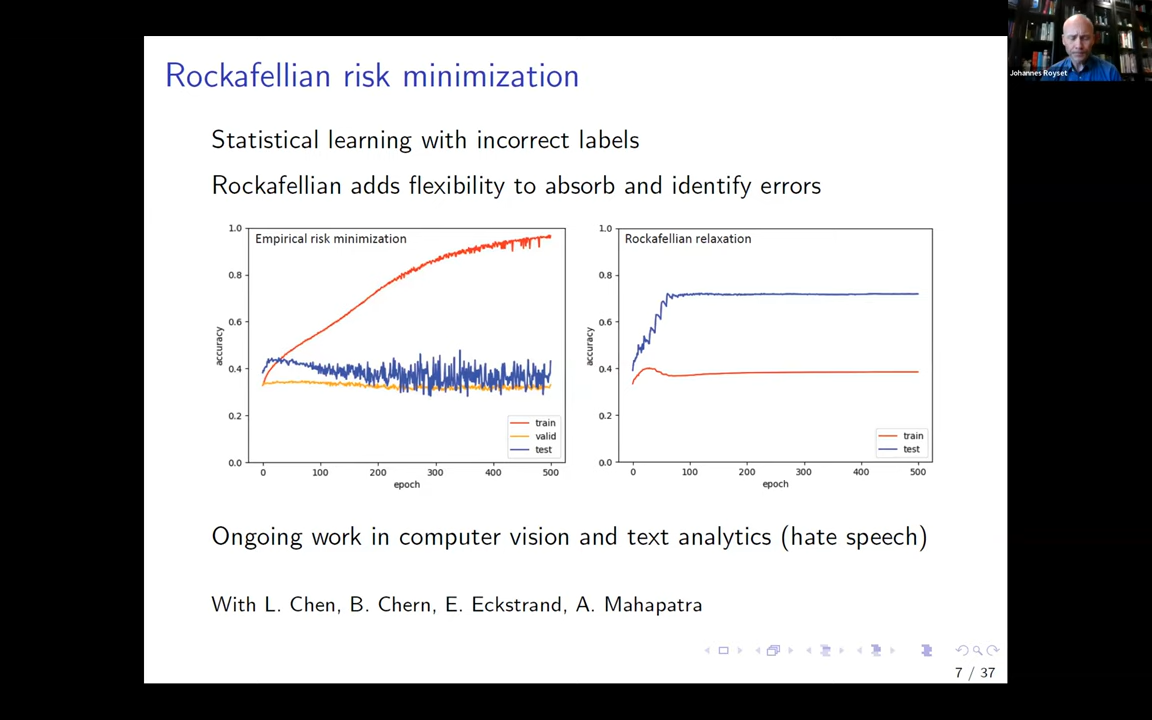 Johannes Royset
Rockafellian risk minimization
Statistical learning with incorrect labels
Rockafellian adds flexibility to absorb and identify errors
Empirical risk minimization
1.0
0.8
0.6
0.4
0.2
0.0
accuracy
0 100 200 300 400 500
epoch
train
valid
test
Rockafellian relaxation
1.0
0.8
0.6
0.4
0.2
0.0
accuracy
0 100 200 300 400 500
epoch
train
test
Ongoing work in computer vision and text analytics (hate speech)
With L. Chen, B. Chern, E. Eckstrand, A. Mahapatra
7 / 37